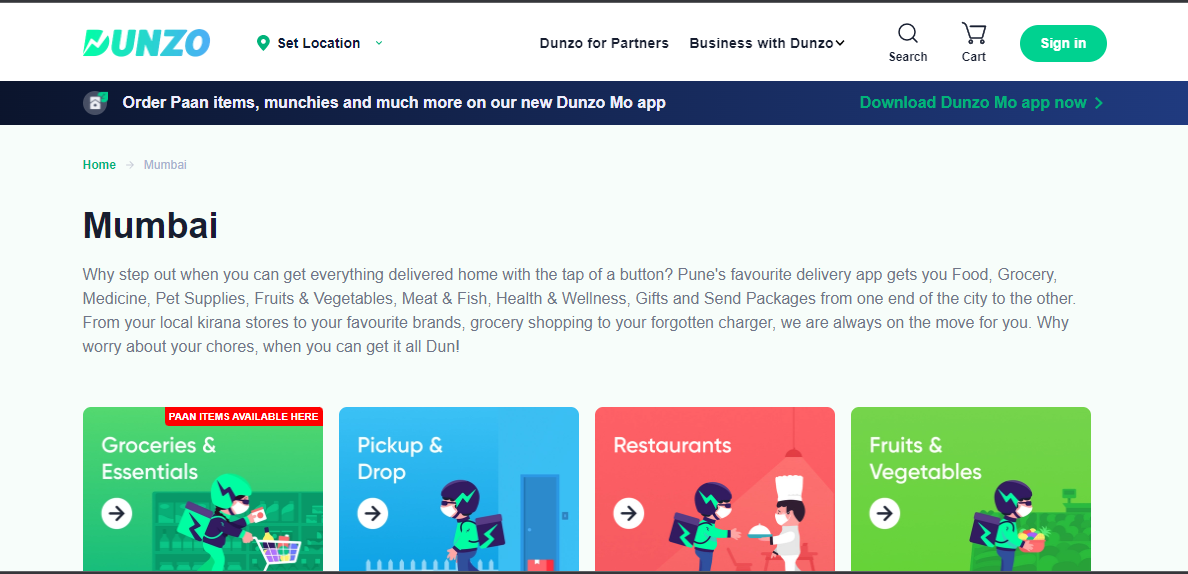 DUNZO
Set Location
Dunzo for Partners
Business with Dunzo
Search
Cart
Sign in
Order Paan items, munchies and much more on our new Dunzo Mo app
Download Dunzo Mo app now
Home
Mumbai
Mumbai
Why step out when you can get everything delivered home with the tap of a button? Pune's favourite delivery app gets you Food, Grocery,
Medicine, Pet Supplies, Fruits & Vegetables, Meat & Fish, Health & Wellness, Gifts and Send Packages from one end of the city to the other.
From your local kirana stores to your favourite brands, grocery shopping to your forgotten charger, we are always on the move for you. Why
worry about your chores, when you can get it all Dun!
PAAN ITEMS AVAILABLE HERE
Groceries &
Essentials
Pickup &
Drop
Restaurants
Fruits &
Vegetables